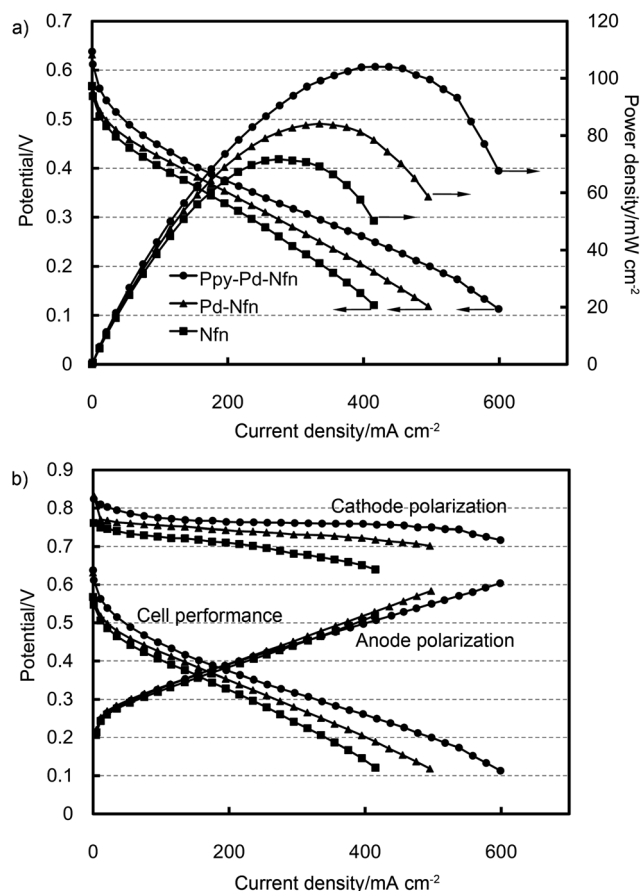 a)
0.7
0.6
0.5
0.4
0.3
0.2
0.1
0
Potential/V
120
100
80
60
40
20
0
Power density/mW cm-2
Ppy-Pd-Nfn
Pd-Nfn
Nfn
0 200 400 600
Current density/mA cm-2
b)
0.9
0.8
0.7
0.6
0.5
0.4
0.3
0.2
0.1
0
Potential/V
Cathode polarization
Cell performance
Anode polarization
0 200 400 600
Current density/mA cm-2